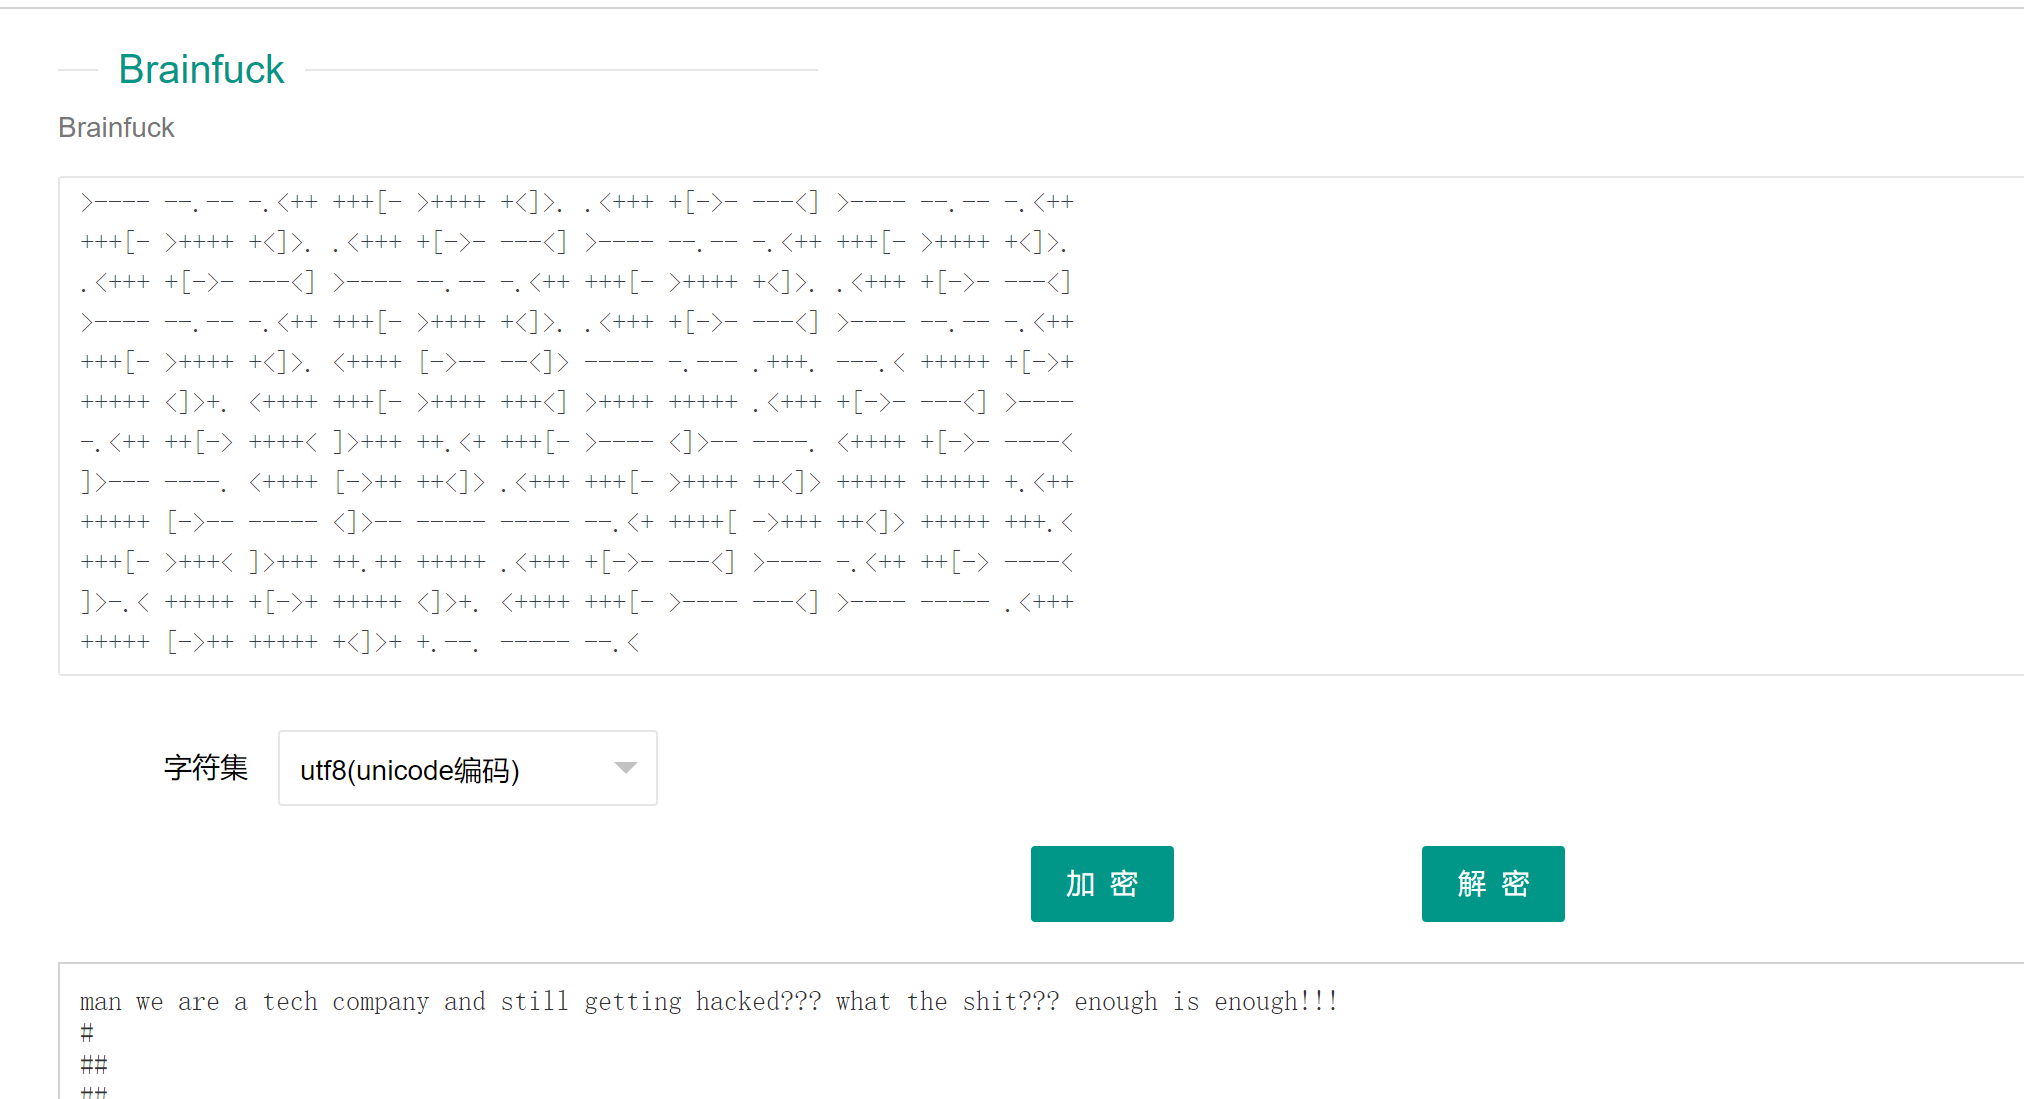 Brainfuck
Brainfuck
>---- --.-- -.<++ +++[- >++++ +<]>. .<+++ +[->- ---<] >---- --.-- -.<++
+++[- >++++ +<]>. .<+++ +[->- ---<] >---- --.-- -.<++ +++[- >++++ +<]>.
.<+++ +[->- ---<] >---- --.-- -.<++ +++[- >++++ +<]>. .<+++ +[->- ---<]
>---- --.-- -.<++ +++[- >++++ +<]>. .<+++ +[->- ---<] >---- --.-- -.<++
+++[- >++++ +<]>. <++++ [->-- --<]> ----- -.--- .+++. ---.< +++++ +[->+
+++++ <]>+. <++++ +++[- >++++ +++<] >++++ +++++ .<+++ +[->- ---<] >----
-.<++ ++[-> ++++< ]>+++ ++.<+ +++[- >---- <]>-- ----. <++++ +[->- ----<
]>--- ----. <++++ [->++ ++<]> .<+++ +++[- >++++ ++<]> +++++ +++++ +.<++
+++++ [->-- ----- <]>-- ----- ----- --.<+ ++++[ ->+++ ++<]> +++++ +++.<
+++[- >+++< ]>+++ ++.++ +++++ .<+++ +[->- ---<] >---- -.<++ ++[-> ----<
]>-.< +++++ +[->+ +++++ <]>+. <++++ +++[- >---- ---<] >---- ----- .<+++
+++++ [->++ +++++ +<]>+ +.--. ----- --.<
字符集
utf8(unicode编码)
加 密
解 密
man we are a tech company and still getting hacked??? what the shit??? enough is enough!!!
#
##
##